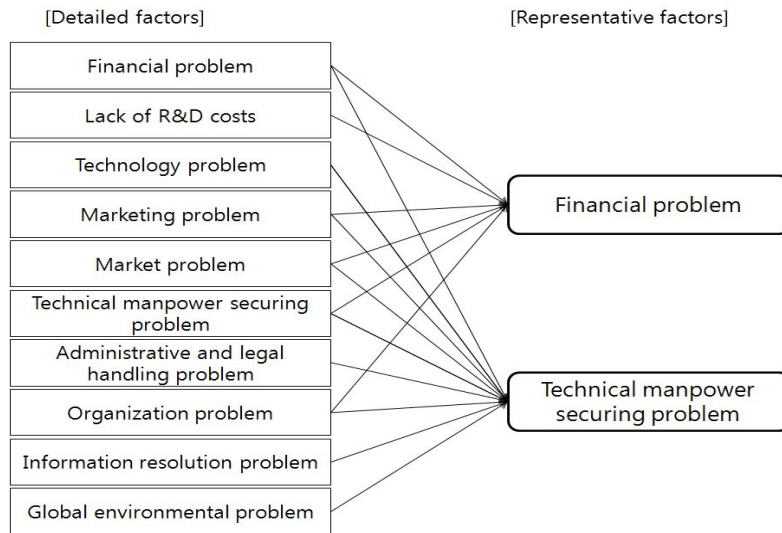 [Detailed factors]
[Representative factors]
Financial problem
Lack of R&D costs
Technology problem
Marketing problem
Market problem
Technical manpower securing
problem
Administrative and legal
handling problem
Organization problem
Information resolution problem
Global environmental problem
Financial problem
Technical manpower
securing problem